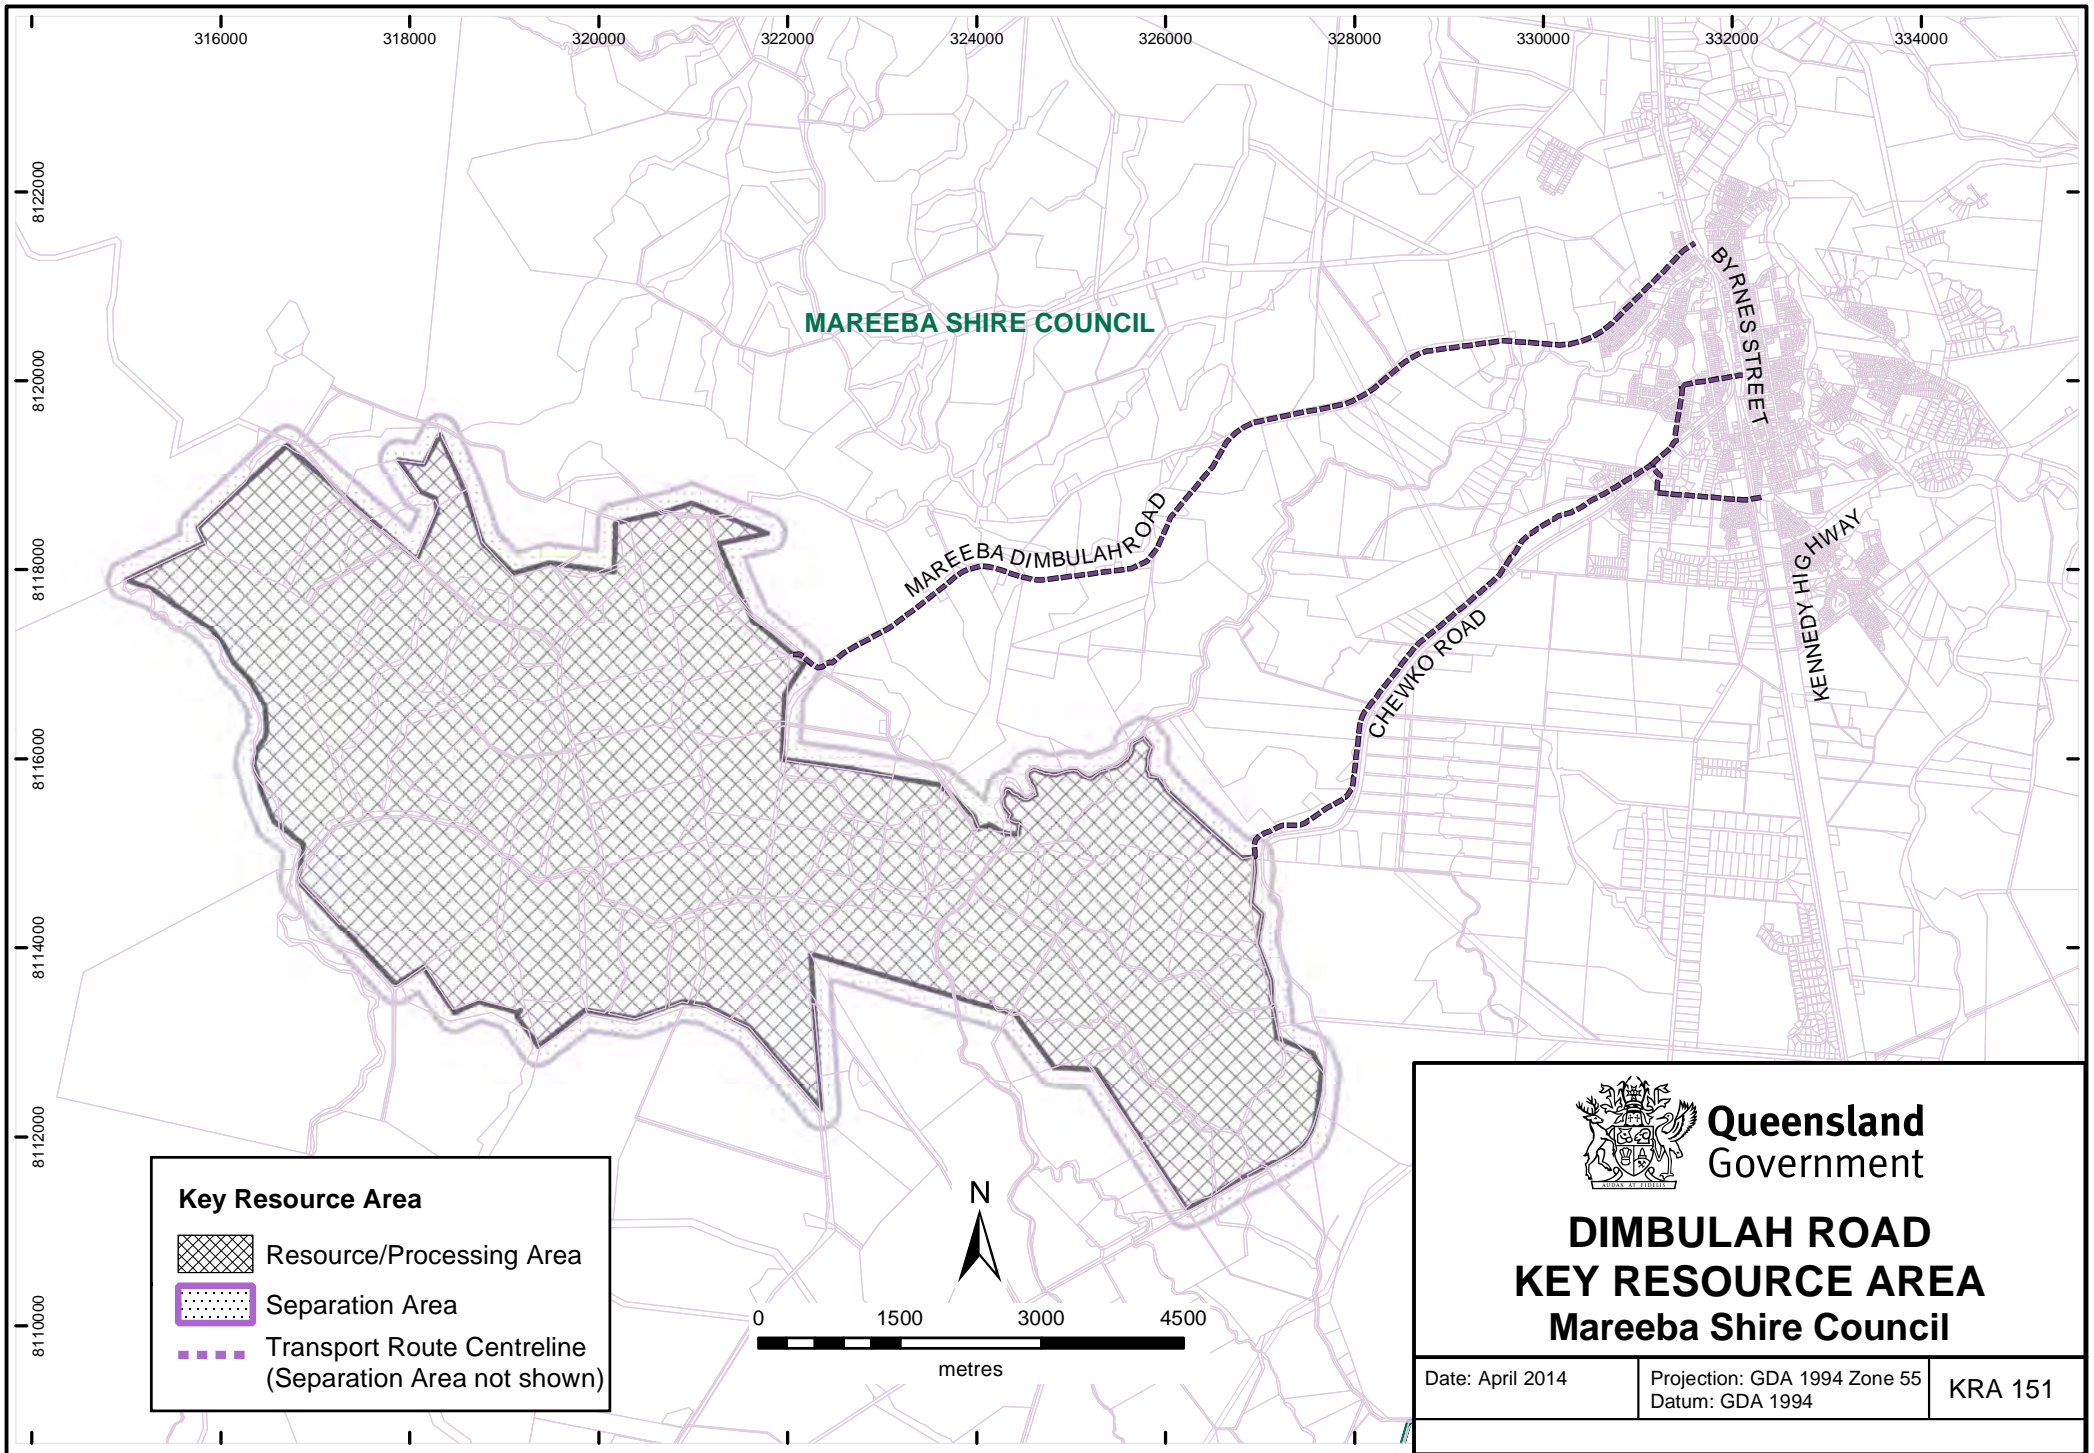 316000
318000
320000
322000
324000
326000
328000
330000
332000
334000
8122000
8120000
8118000
8116000
8114000
8112000
8110000
MAREEBA SHIRE COUNCIL
BYRNES STREET
MAREEBA DIMBULAH ROAD
CHEWKO ROAD
KENNEDY HIGHWAY
Key Resource Area
Resource/Processing Area
Separation Area
Transport Route Centreline
(Separation Area not shown)
N
0 1500 3000 4500
metres
AUDAX AT FIDELIS
Queensland
Government
DIMBULAH ROAD
KEY RESOURCE AREA
Mareeba Shire Council
Date: April 2014
Projection: GDA 1994 Zone 55
Datum: GDA 1994
KRA 151